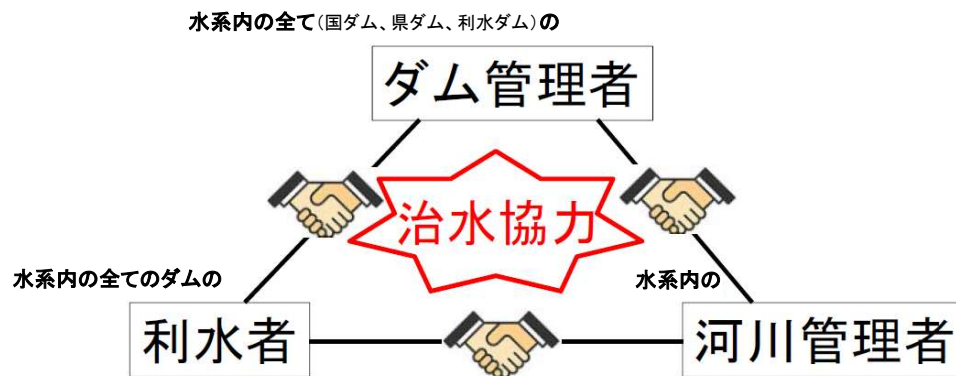 水系内の全て(国ダム、県ダム、利水ダム)の
ダム管理者
治水協力
水系内の全てのダムの
水系内の
利水者
河川管理者